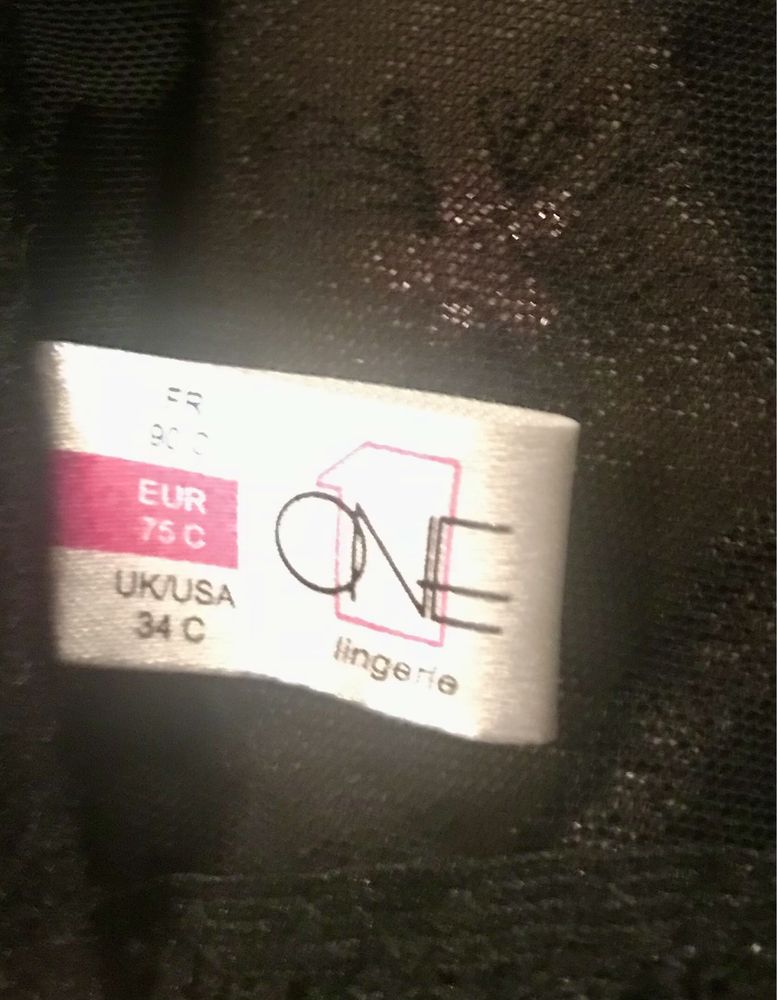 FR
90 C
EUR
75 C
UK/USA
34 C
ONE
lingerie